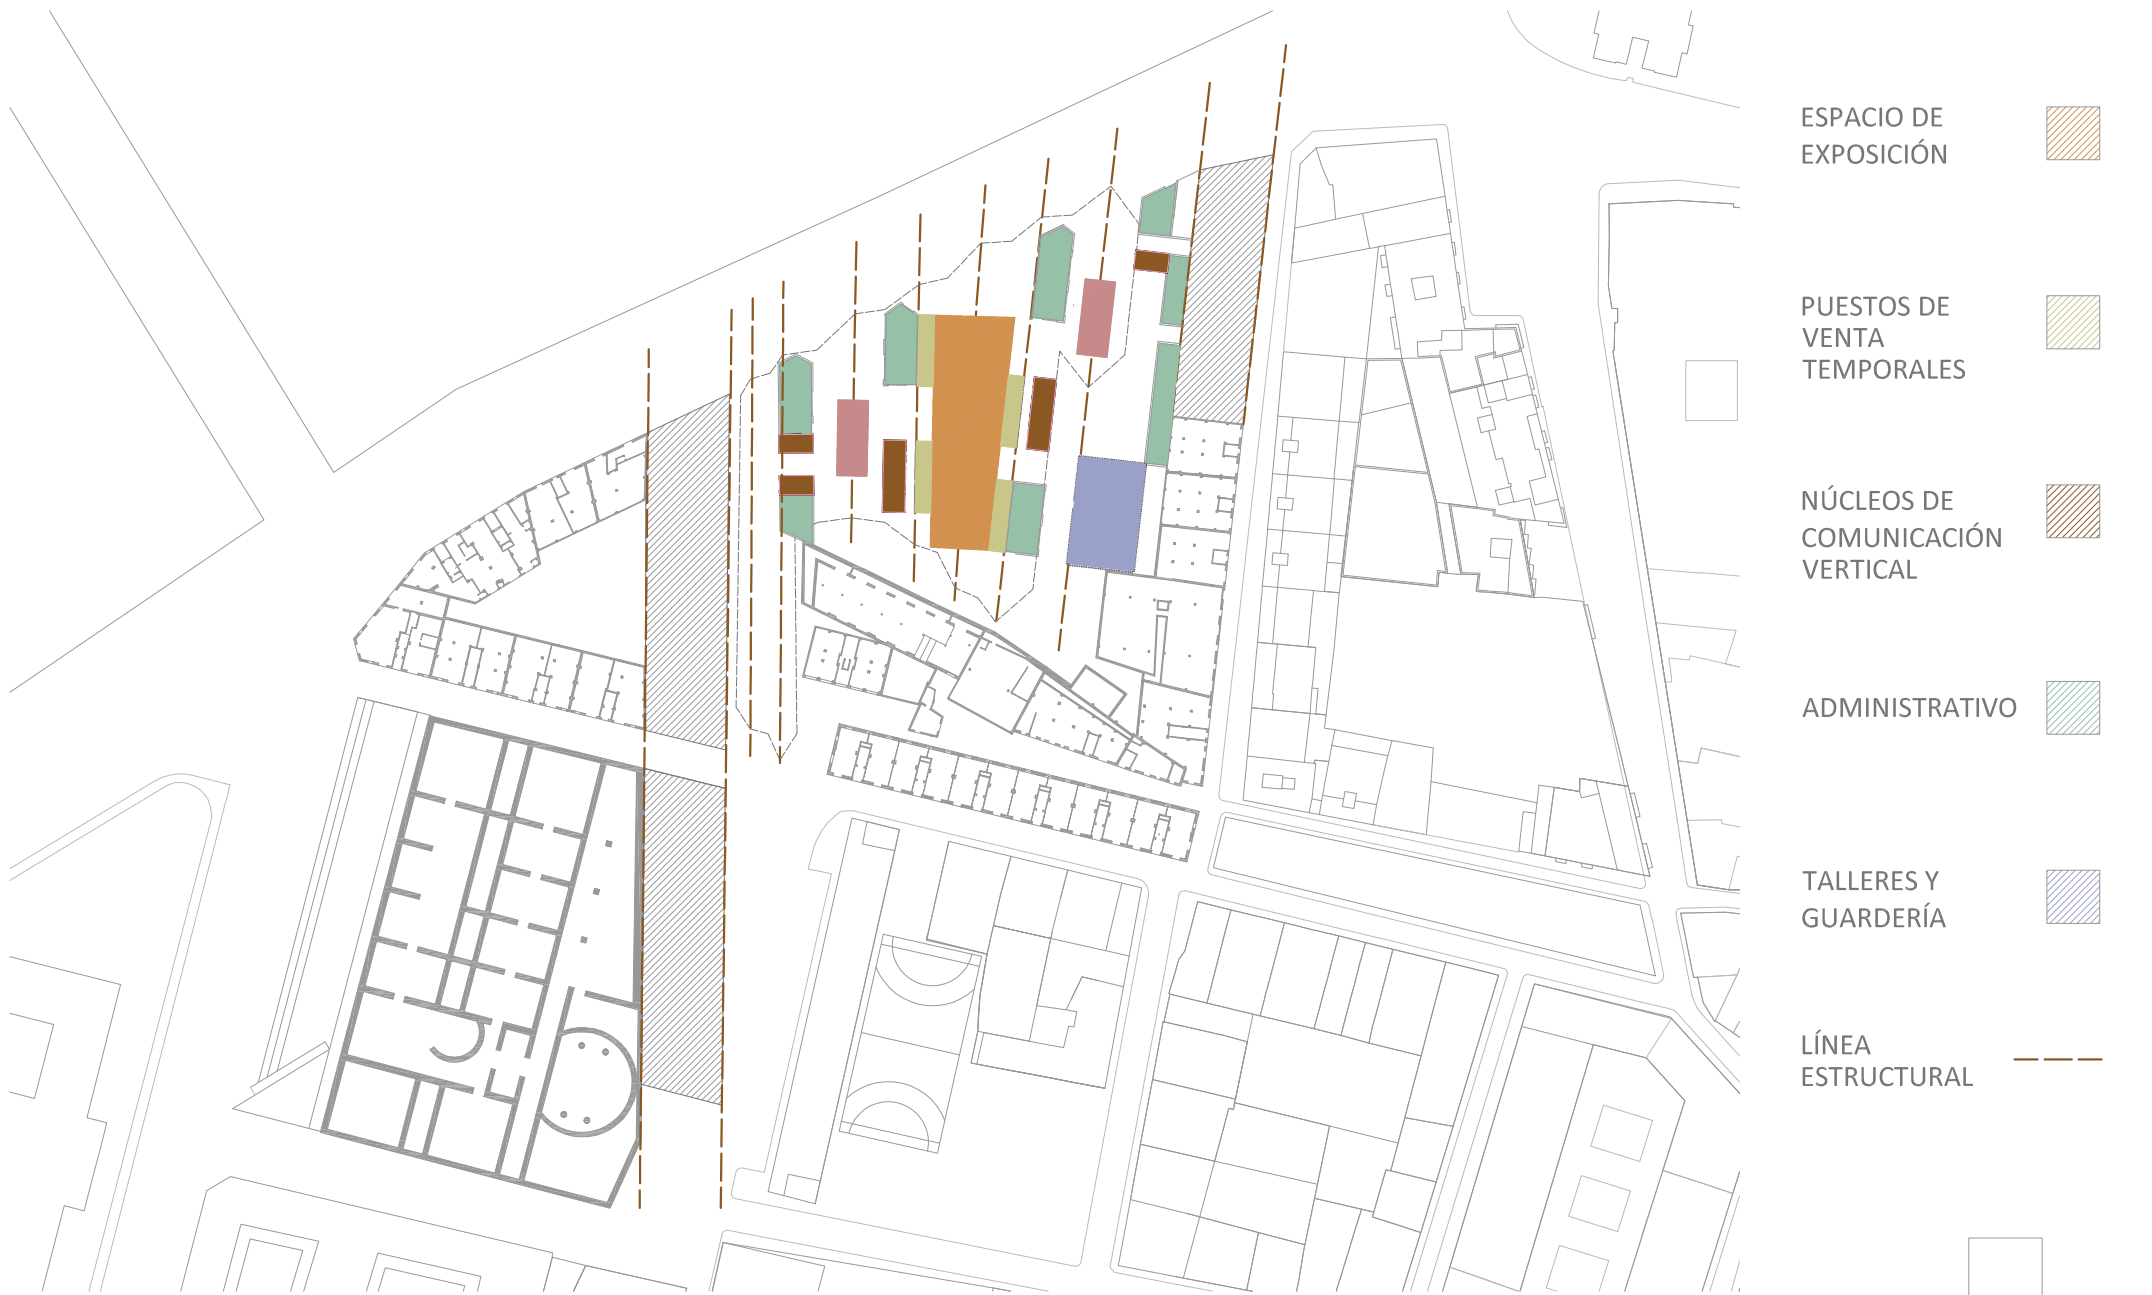 ESPACIO DE
EXPOSICIÓN
PUESTOS DE
VENTA
TEMPORALES
NÚCLEOS DE
COMUNICACIÓN
VERTICAL
ADMINISTRATIVO
TALLERES Y
GUARDERÍA
LÍNEA
ESTRUCTURAL